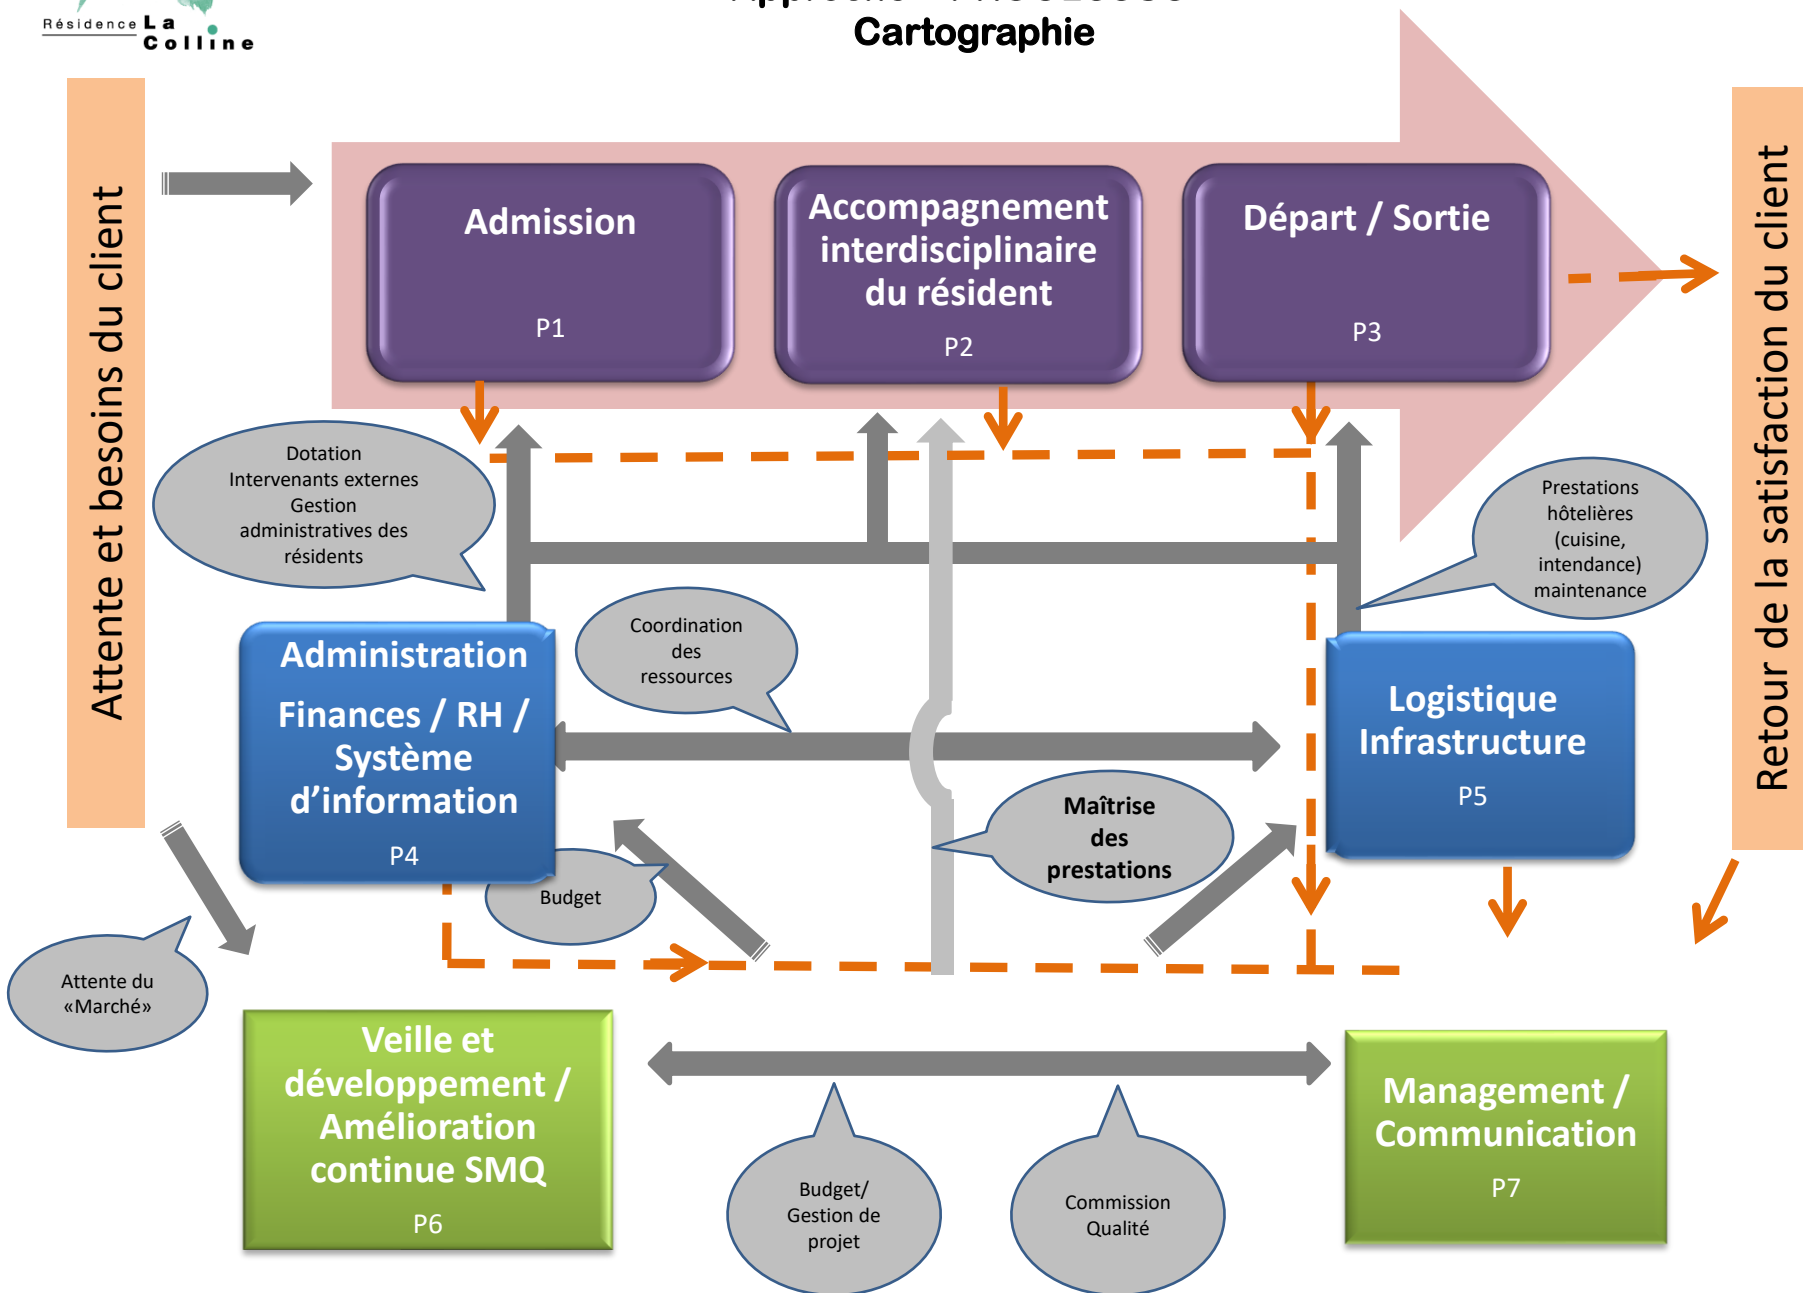 Résidence La
Colline
Cartographie
Attente et besoins du client
Admission
P1
Accompagnement
interdisciplinaire
du résident
P2
Départ / Sortie
P3
Retour de la satisfaction du client
Dotation
Intervenants externes
Gestion
administratives des
résidents
Prestations
hôtelières
(cuisine,
intendance)
maintenance
Coordination
des
ressources
Administration
Finances / RH /
Système
d’information
P4
Logistique
Infrastructure
P5
Maîtrise
des
prestations
Budget
Attente du
«Marché»
Veille et
développement /
Amélioration
continue SMQ
P6
Management /
Communication
P7
Budget/
Gestion de
projet
Commission
Qualité